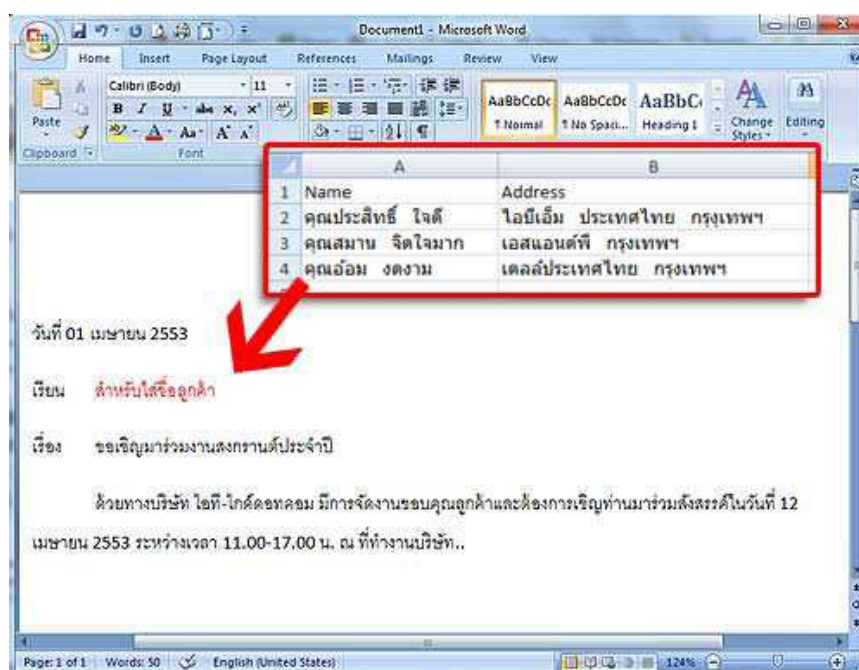 Document1 - Microsoft Word
Home Insert Page Layout References Mailings Review View
Calibri (Body) 11
B I U abc x, x'
AaBbCcDc AaBbCcDc AaBbC
Paste
¶ Normal ¶ No Spaci... Heading 1
Change Styles
Editing
Clipboard Font
A B
1 Name Address
2 คุณประสิทธิ์ ใจดี ไอบีเอ็ม ประเทศไทย กรุงเทพฯ
3 คุณสมาน จิตใจมาก เอสแอนด์พี กรุงเทพฯ
4 คุณอ้อม งดงาม เดลล์ประเทศไทย กรุงเทพฯ
วันที่ 01 เมษายน 2553
เรียน สำหรับใส่ชื่อลูกค้า
เรื่อง ขอเชิญมาร่วมงานสงกรานต์ประจำปี
ด้วยทางบริษัท ไอที-ไกด์ดอทคอม มีการจัดงานขอบคุณลูกค้าและต้องการเชิญท่านมาร่วมสังสรรค์ในวันที่ 12
เมษายน 2553 ระหว่างเวลา 11.00-17.00 น. ณ ที่ทำงานบริษัท..
Page: 1 of 1 Words: 50 English (United States) 124%